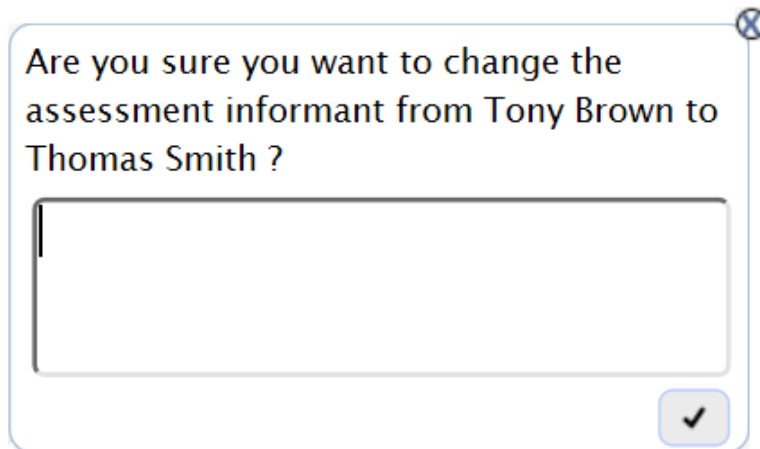 Are you sure you want to change the
assessment informant from Tony Brown to
Thomas Smith ?